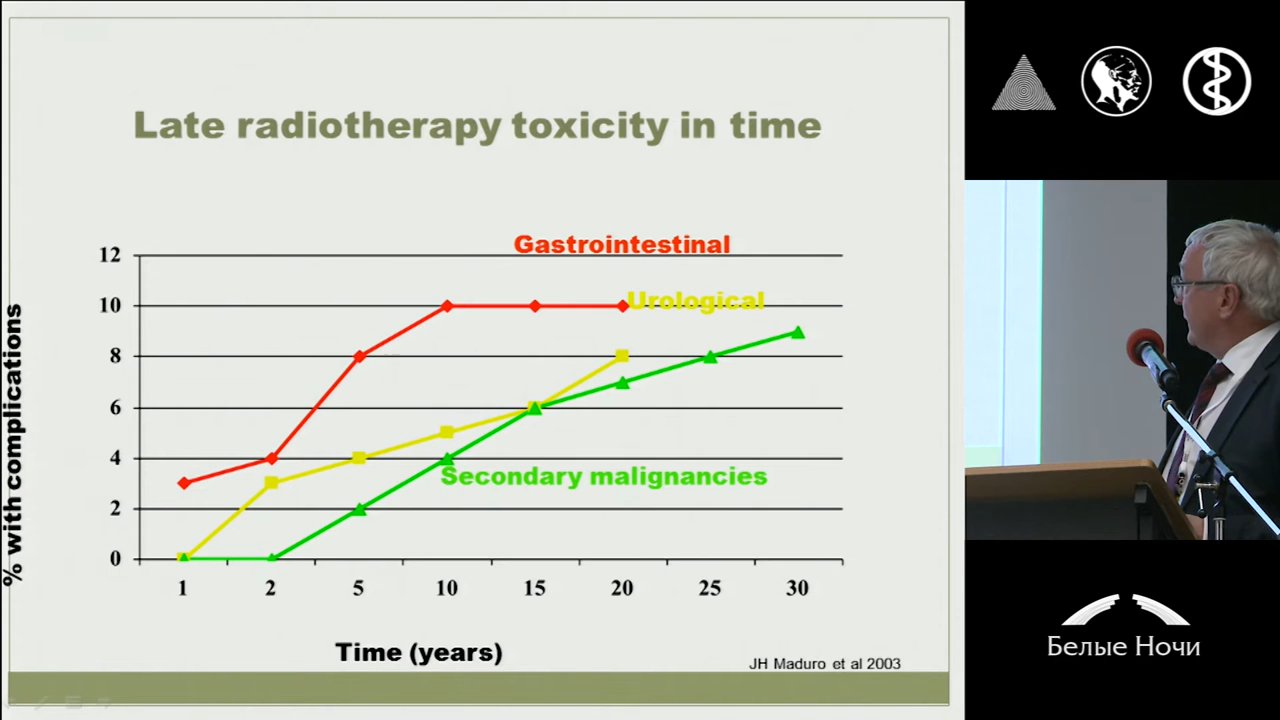 Late radiotherapy toxicity in time
Gastrointestinal
Urological
Secondary malignancies
12
10
8
6
4
2
0
% with complications
1 2 5 10 15 20 25 30
Time (years)
JH Maduro et al 2003
Белые Ночи